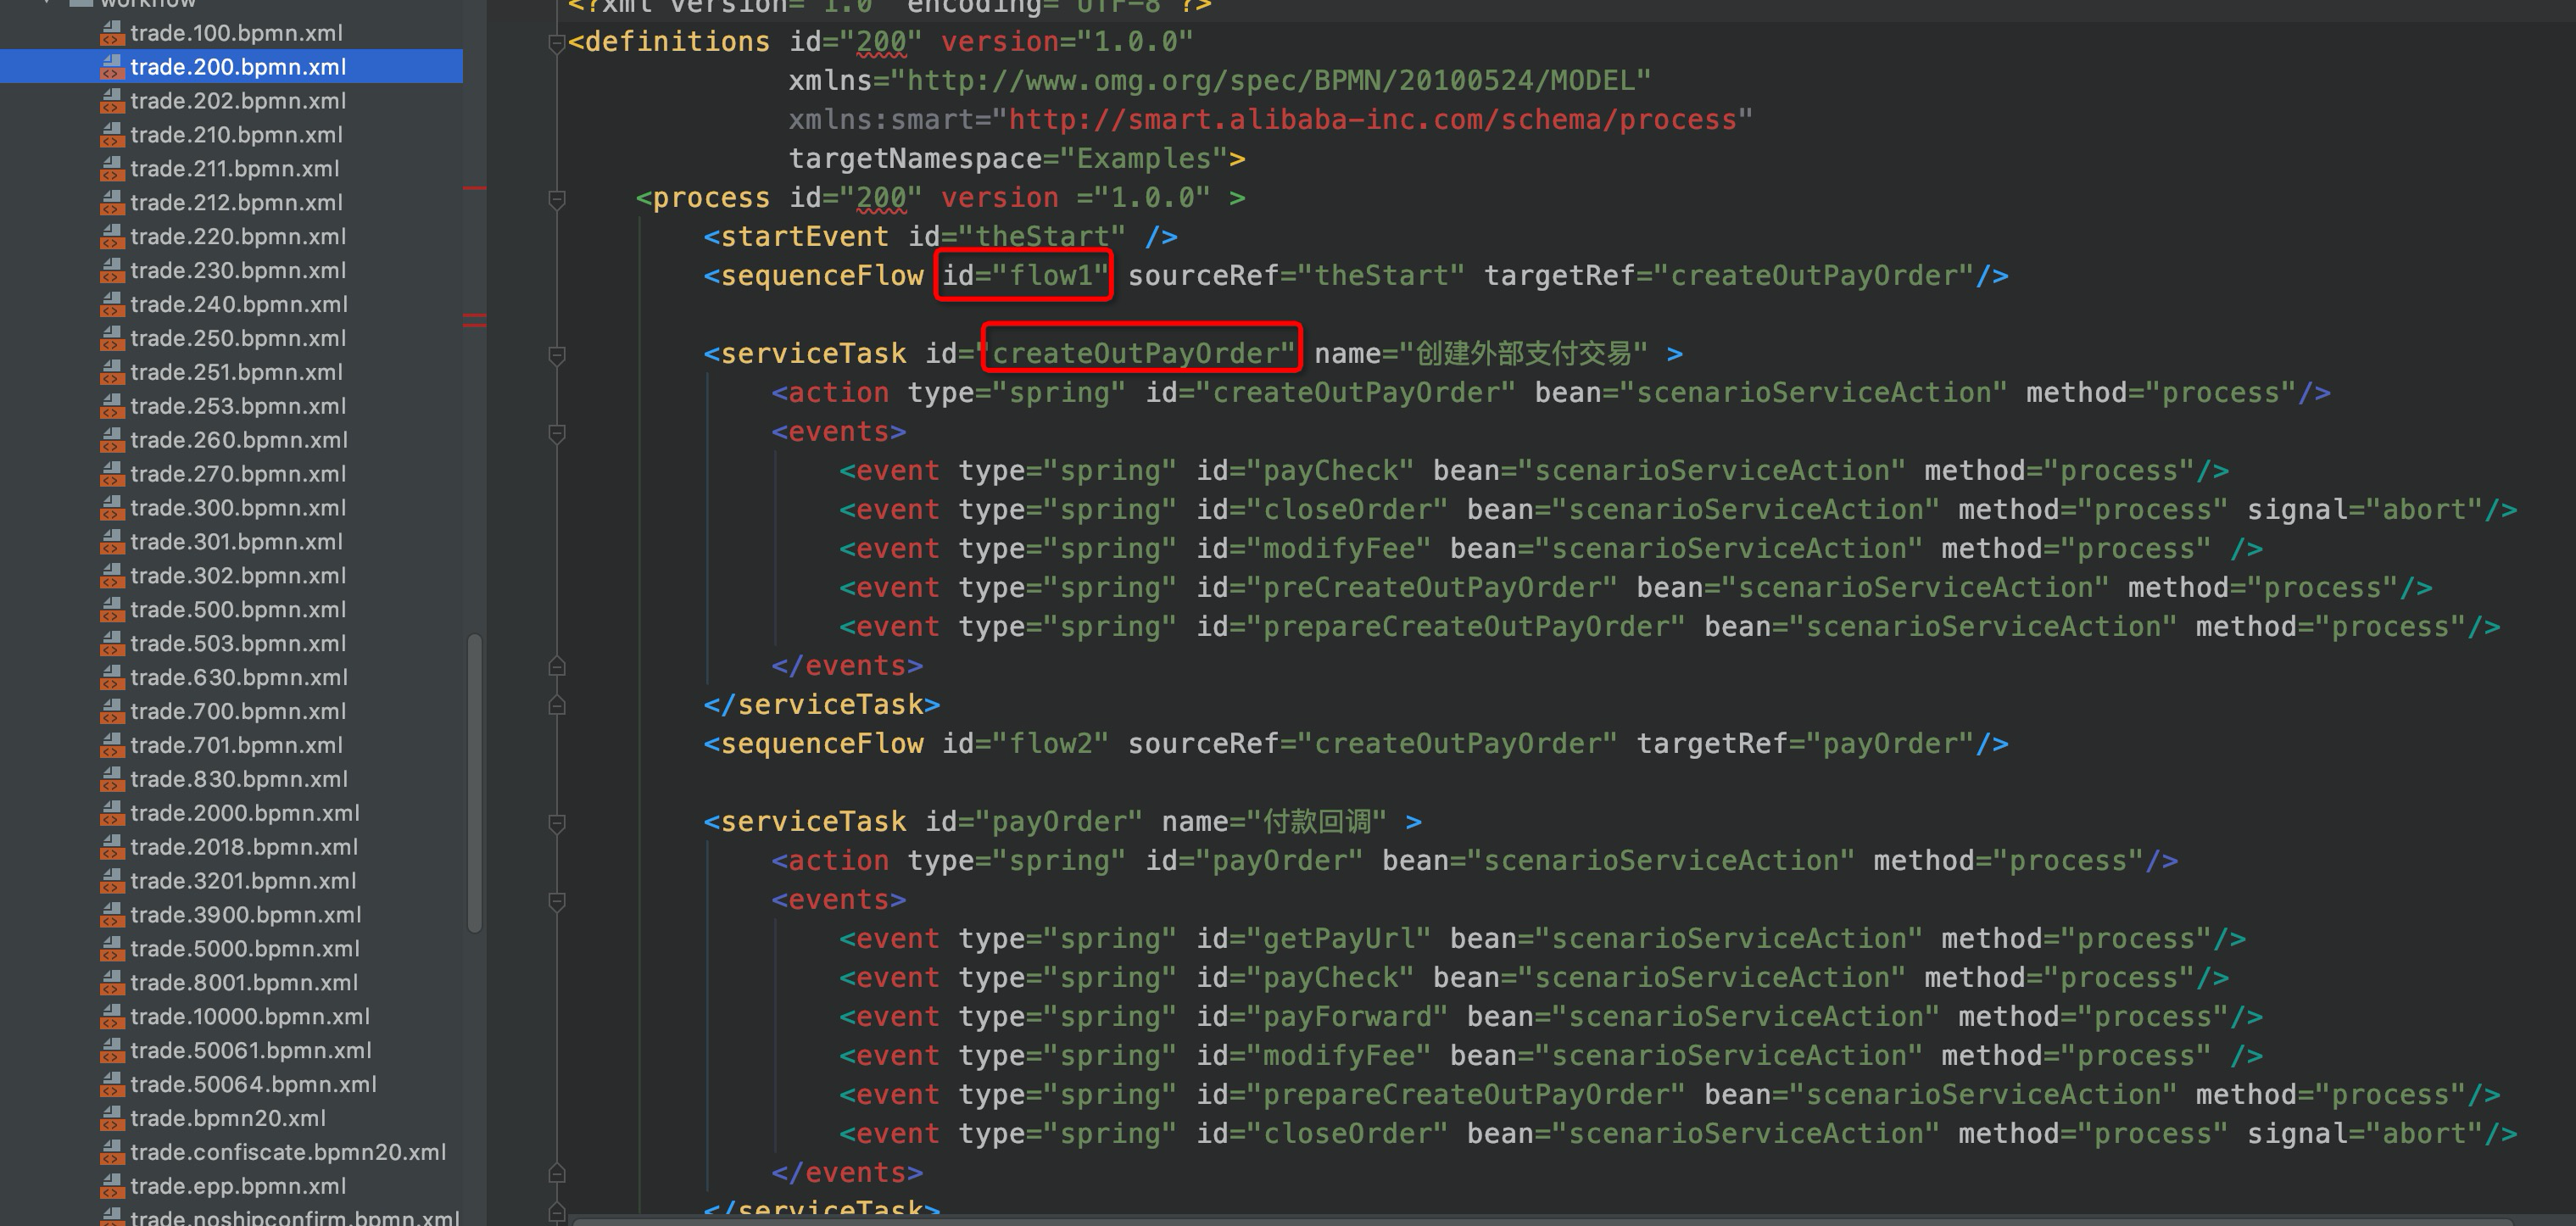 workflow
trade.100.bpmn.xml
trade.200.bpmn.xml
trade.202.bpmn.xml
trade.210.bpmn.xml
trade.211.bpmn.xml
trade.212.bpmn.xml
trade.220.bpmn.xml
trade.230.bpmn.xml
trade.240.bpmn.xml
trade.250.bpmn.xml
trade.251.bpmn.xml
trade.253.bpmn.xml
trade.260.bpmn.xml
trade.270.bpmn.xml
trade.300.bpmn.xml
trade.301.bpmn.xml
trade.302.bpmn.xml
trade.500.bpmn.xml
trade.503.bpmn.xml
trade.630.bpmn.xml
trade.700.bpmn.xml
trade.701.bpmn.xml
trade.830.bpmn.xml
trade.2000.bpmn.xml
trade.2018.bpmn.xml
trade.3201.bpmn.xml
trade.3900.bpmn.xml
trade.5000.bpmn.xml
trade.8001.bpmn.xml
trade.10000.bpmn.xml
trade.50061.bpmn.xml
trade.50064.bpmn.xml
trade.bpmn20.xml
trade.confiscate.bpmn20.xml
trade.epp.bpmn.xml
trade.noshipconfirm.bpmn.xml
<?xml version="1.0" encoding="UTF-8"?>
<definitions id="200" version="1.0.0"
xmlns="http://www.omg.org/spec/BPMN/20100524/MODEL"
xmlns:smart="http://smart.alibaba-inc.com/schema/process"
targetNamespace="Examples">
<process id="200" version ="1.0.0" >
<startEvent id="theStart" />
<sequenceFlow id="flow1" sourceRef="theStart" targetRef="createOutPayOrder"/>
<serviceTask id="createOutPayOrder" name="创建外部支付交易" >
<action type="spring" id="createOutPayOrder" bean="scenarioServiceAction" method="process"/>
<events>
<event type="spring" id="payCheck" bean="scenarioServiceAction" method="process"/>
<event type="spring" id="closeOrder" bean="scenarioServiceAction" method="process" signal="abort"/>
<event type="spring" id="modifyFee" bean="scenarioServiceAction" method="process" />
<event type="spring" id="preCreateOutPayOrder" bean="scenarioServiceAction" method="process"/>
<event type="spring" id="prepareCreateOutPayOrder" bean="scenarioServiceAction" method="process"/>
</events>
</serviceTask>
<sequenceFlow id="flow2" sourceRef="createOutPayOrder" targetRef="payOrder"/>
<serviceTask id="payOrder" name="付款回调" >
<action type="spring" id="payOrder" bean="scenarioServiceAction" method="process"/>
<events>
<event type="spring" id="getPayUrl" bean="scenarioServiceAction" method="process"/>
<event type="spring" id="payCheck" bean="scenarioServiceAction" method="process"/>
<event type="spring" id="payForward" bean="scenarioServiceAction" method="process"/>
<event type="spring" id="modifyFee" bean="scenarioServiceAction" method="process" />
<event type="spring" id="prepareCreateOutPayOrder" bean="scenarioServiceAction" method="process"/>
<event type="spring" id="closeOrder" bean="scenarioServiceAction" method="process" signal="abort"/>
</events>
</serviceTask>